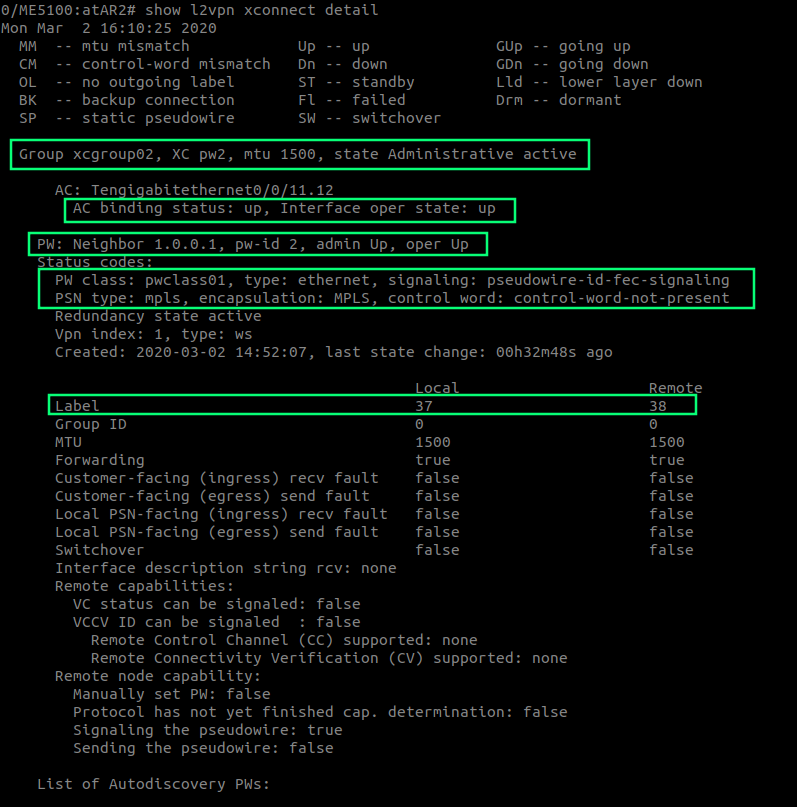 0/ME5100:atAR2# show l2vpn xconnect detail
Mon Mar  2 16:10:25 2020
  MM  -- mtu mismatch            Up -- up              GUp -- going up
  CM  -- control-word mismatch   Dn -- down            GDn -- going down
  OL  -- no outgoing label       ST -- standby         Lld -- lower layer down
  BK  -- backup connection       Fl -- failed          Drm -- dormant
  SP  -- static pseudowire       SW -- switchover
  Group xcgroup02, XC pw2, mtu 1500, state Administrative active
      AC: Tengigabitethernet0/0/11.12
        AC binding status: up, Interface oper state: up
    PW: Neighbor 1.0.0.1, pw-id 2, admin Up, oper Up
    Status codes:
      PW class: pwclass01, type: ethernet, signaling: pseudowire-id-fec-signaling
      PSN type: mpls, encapsulation: MPLS, control word: control-word-not-present
      Redundancy state active
      Vpn index: 1, type: ws
      Created: 2020-03-02 14:52:07, last state change: 00h32m48s ago
                                              Local                     Remote
      Label                                   37                        38
      Group ID                                0                         0
      MTU                                     1500                      1500
      Forwarding                              true                      true
      Customer-facing (ingress) recv fault    false                     false
      Customer-facing (egress) send fault     false                     false
      Local PSN-facing (ingress) recv fault   false                     false
      Local PSN-facing (egress) send fault    false                     false
      Switchover                              false                     false
      Interface description string rcv: none
      Remote capabilities:
        VC status can be signaled: false
        VCCV ID can be signaled  : false
          Remote Control Channel (CC) supported: none
          Remote Connectivity Verification (CV) supported: none
      Remote node capability:
        Manually set PW: false
        Protocol has not yet finished cap. determination: false
        Signaling the pseudowire: true
        Sending the pseudowire: false
    List of Autodiscovery PWs: